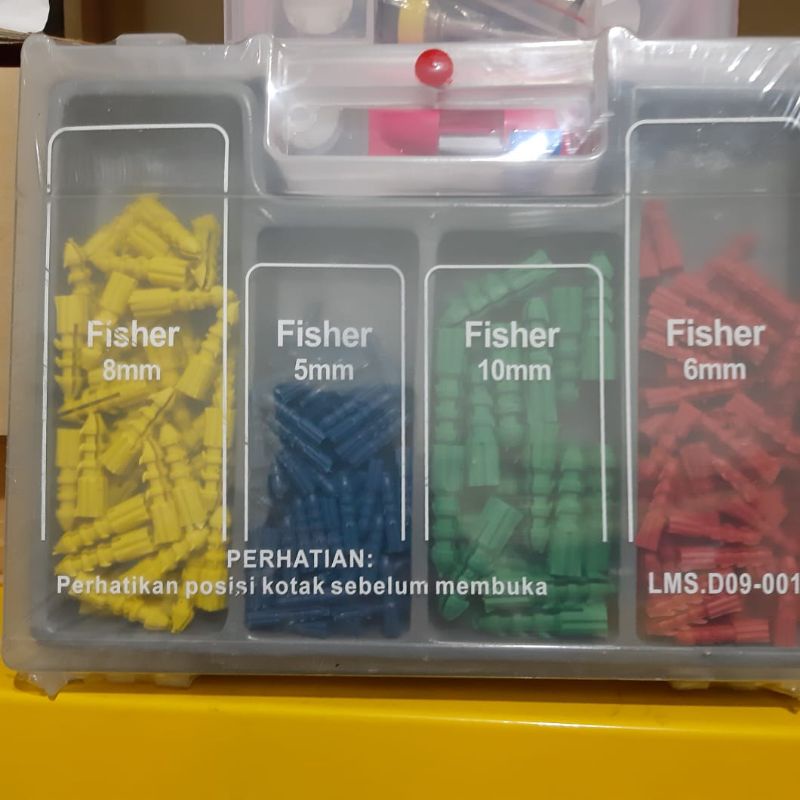 Fisher
8mm
Fisher
5mm
Fisher
10mm
Fisher
6mm
PERHATIAN:
Perhatikan posisi kotak sebelum membuka
LMS.D09-001